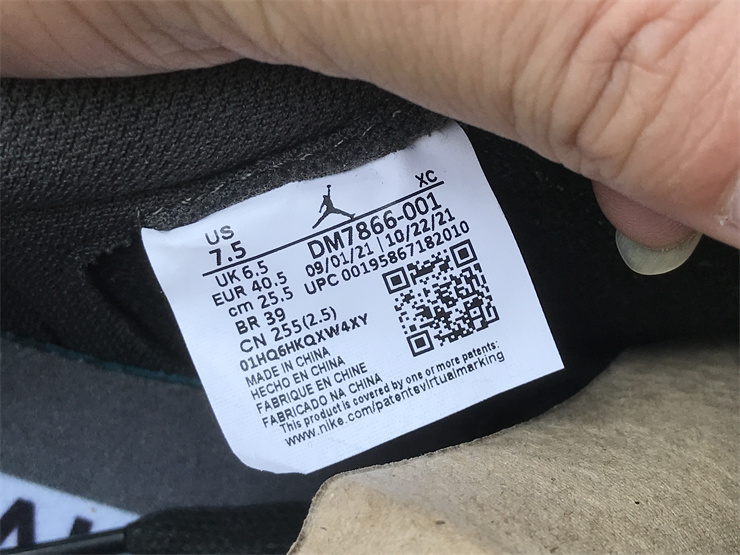 US
7.5
XC
DM7866-001
UK 6.5
09/01/21 | 10/22/21
EUR 40.5
UPC 00195867182010
cm 25.5
BR 39
CN 255(2.5)
01HQ6HKQXW4XY
MADE IN CHINA
HECHO EN CHINA
FABRIQUE EN CHINE
FABRICADO NA CHINA
This product is covered by one or more patents:
www.nike.com/patentsvirtualmarking